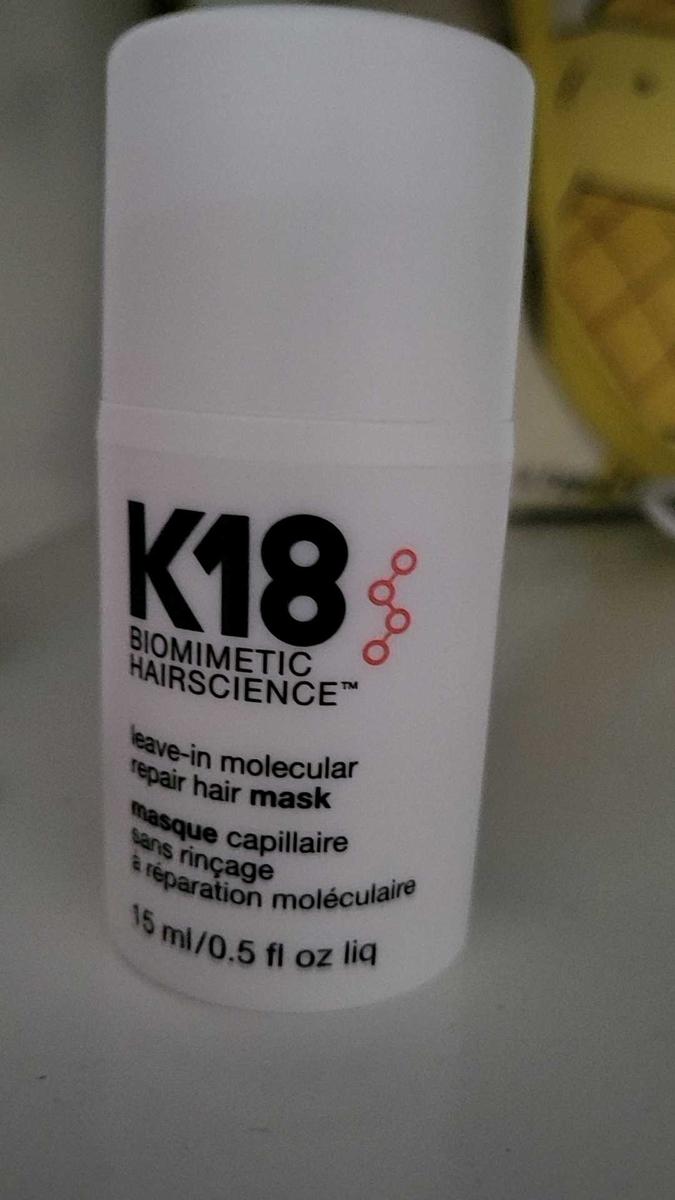 K18
BIOMIMETIC
HAIRSCIENCE™
leave-in molecular
repair hair mask
masque capillaire
sans rinçage
à réparation moléculaire
15 ml/0.5 fl oz liq